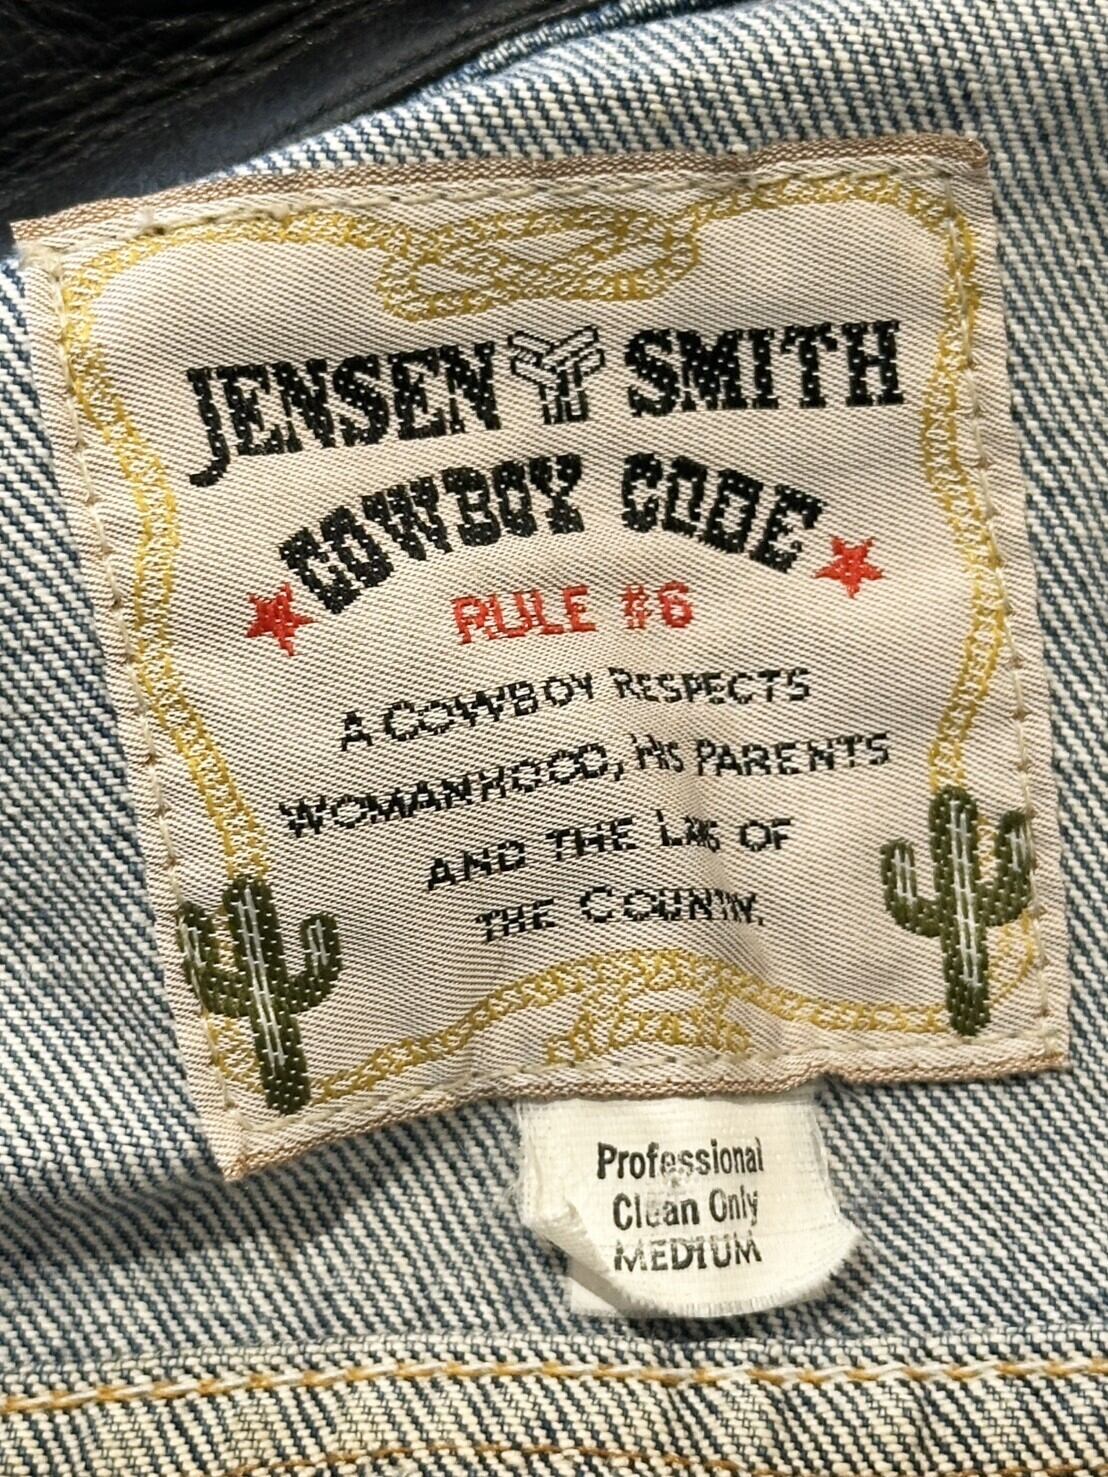 JENSEN SMITH
COWBOY CODE
RULE #6
A COWBOY RESPECTS
WOMANHOOD, HIS PARENTS
AND THE LAWS OF
THE COUNTRY.
Professional
Clean Only
MEDIUM